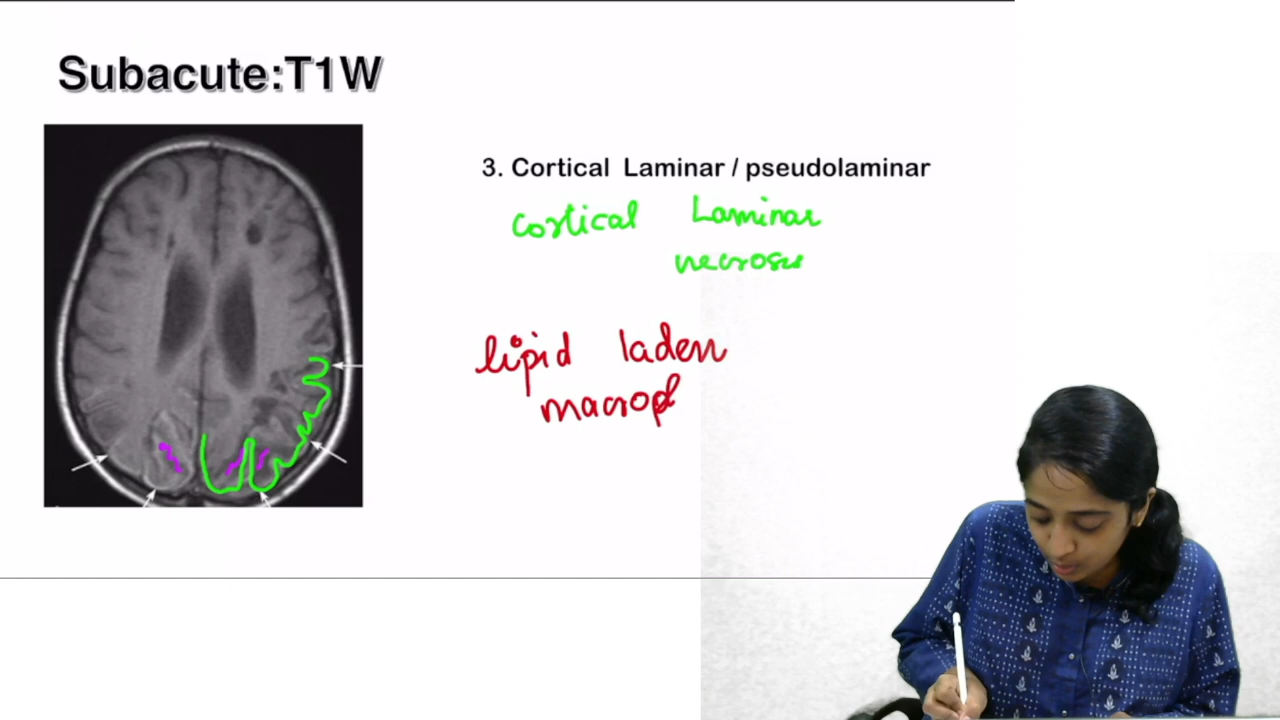 Subacute:T1W
3. Cortical Laminar / pseudolaminar
cortical Laminar
necrosis
lipid laden
macroph